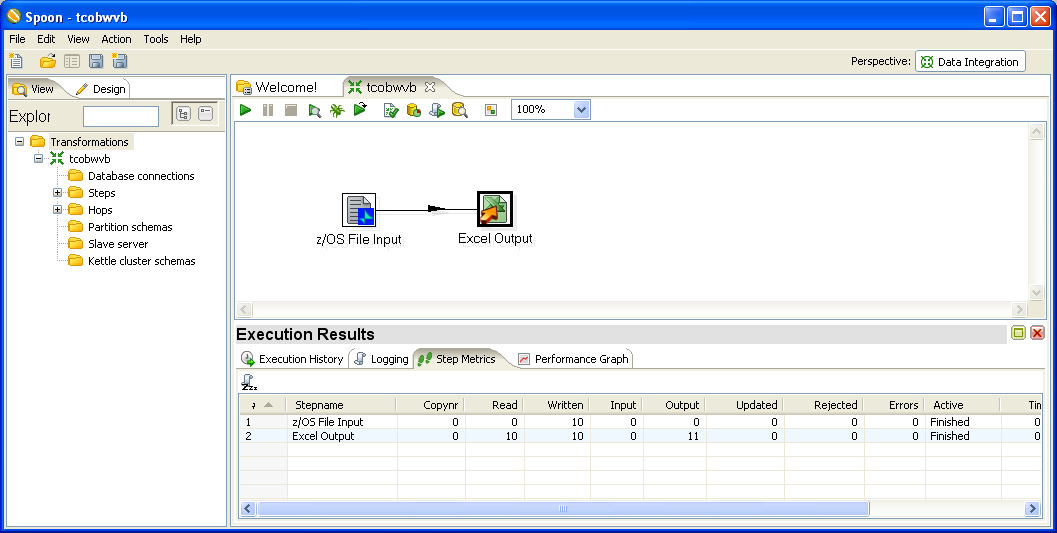 Spoon - tcobwvb
File Edit View Action Tools Help
Perspective: Data Integration
View Design
Explor
Transformations
tcobwvb
Database connections
Steps
Hops
Partition schemas
Slave server
Kettle cluster schemas
Welcome! tcobwvb
100%
z/OS File Input Excel Output
Execution Results
Execution History Logging Step Metrics Performance Graph
Stepname Copynr Read Written Input Output Updated Rejected Errors Active Tim
1 z/OS File Input 0 0 10 0 0 0 0 0 Finished 0
2 Excel Output 0 10 10 0 11 0 0 0 Finished 0